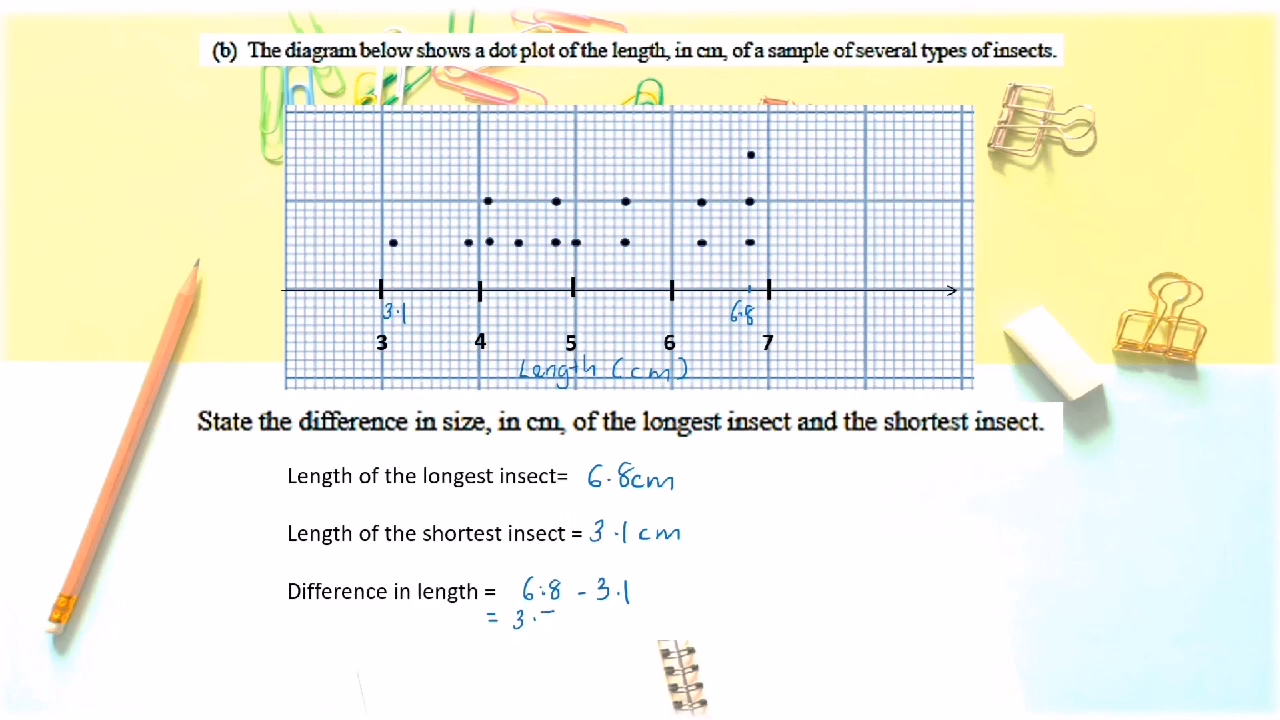 (b) The diagram below shows a dot plot of the length, in cm, of a sample of several types of insects.
3.1 6.8
3 4 5 6 7
Length (cm)
State the difference in size, in cm, of the longest insect and the shortest insect.
Length of the longest insect= 6.8cm
Length of the shortest insect = 3.1 cm
Difference in length = 6.8 - 3.1
= 3.